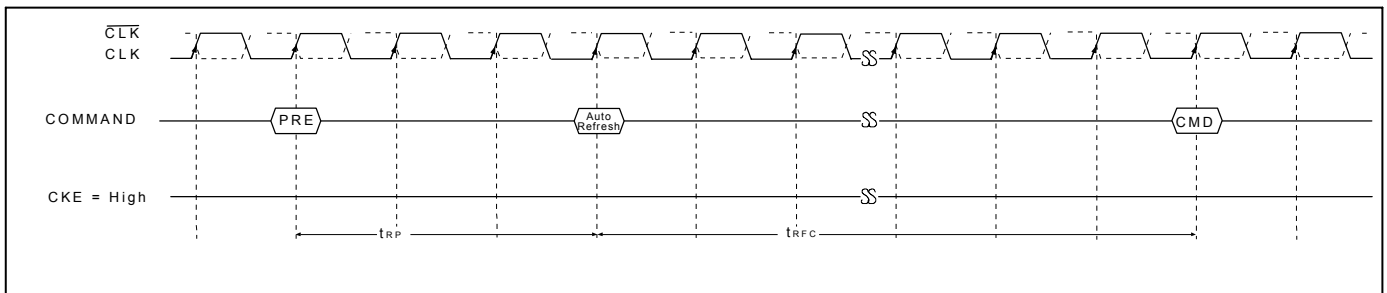 CLK
CLK
COMMAND
PRE
Auto
Refresh
CMD
CKE = High
tRP
tRFC